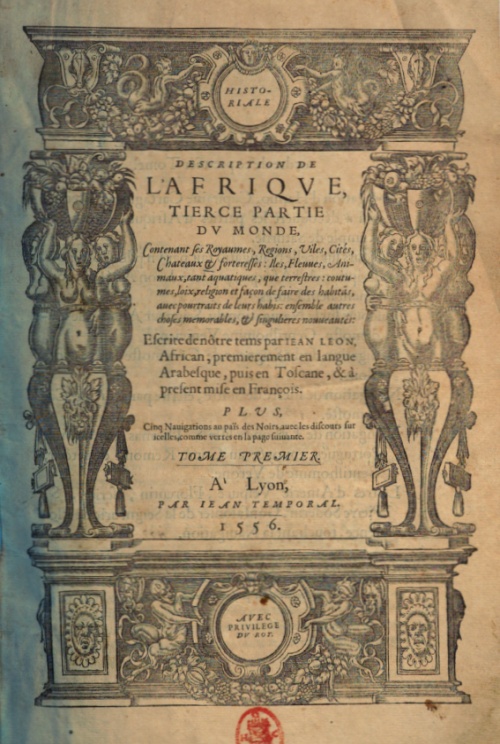 HISTO-
RIALE
DESCRIPTION DE
L'AFRIQVE,
TIERCE PARTIE
DV MONDE,
Contenant ses Royaumes, Regions, Viles, Cités,
Chateaux & forteresses: Iles, Fleuues, Ani-
maux, tant aquatiques, que terrestres: coutu-
mes, loix, religion et façon de faire des habitãs,
auec pourtraits de leurs habis: ensemble autres
choses memorables, & singulieres nouueautés:
Escrite de nôtre tems par IEAN LEON,
African, premierement en langue
Arabesque, puis en Toscane, & à
present mise en François.
PLVS,
Cinq Nauigations au païs des Noirs, auec les discours sur
icelles, comme verres en la page suiuante.
TOME PREMIER.
A' Lyon,
PAR IEAN TEMPORAL.
1556.
AVEC
PRIVILEGE
DV ROY.